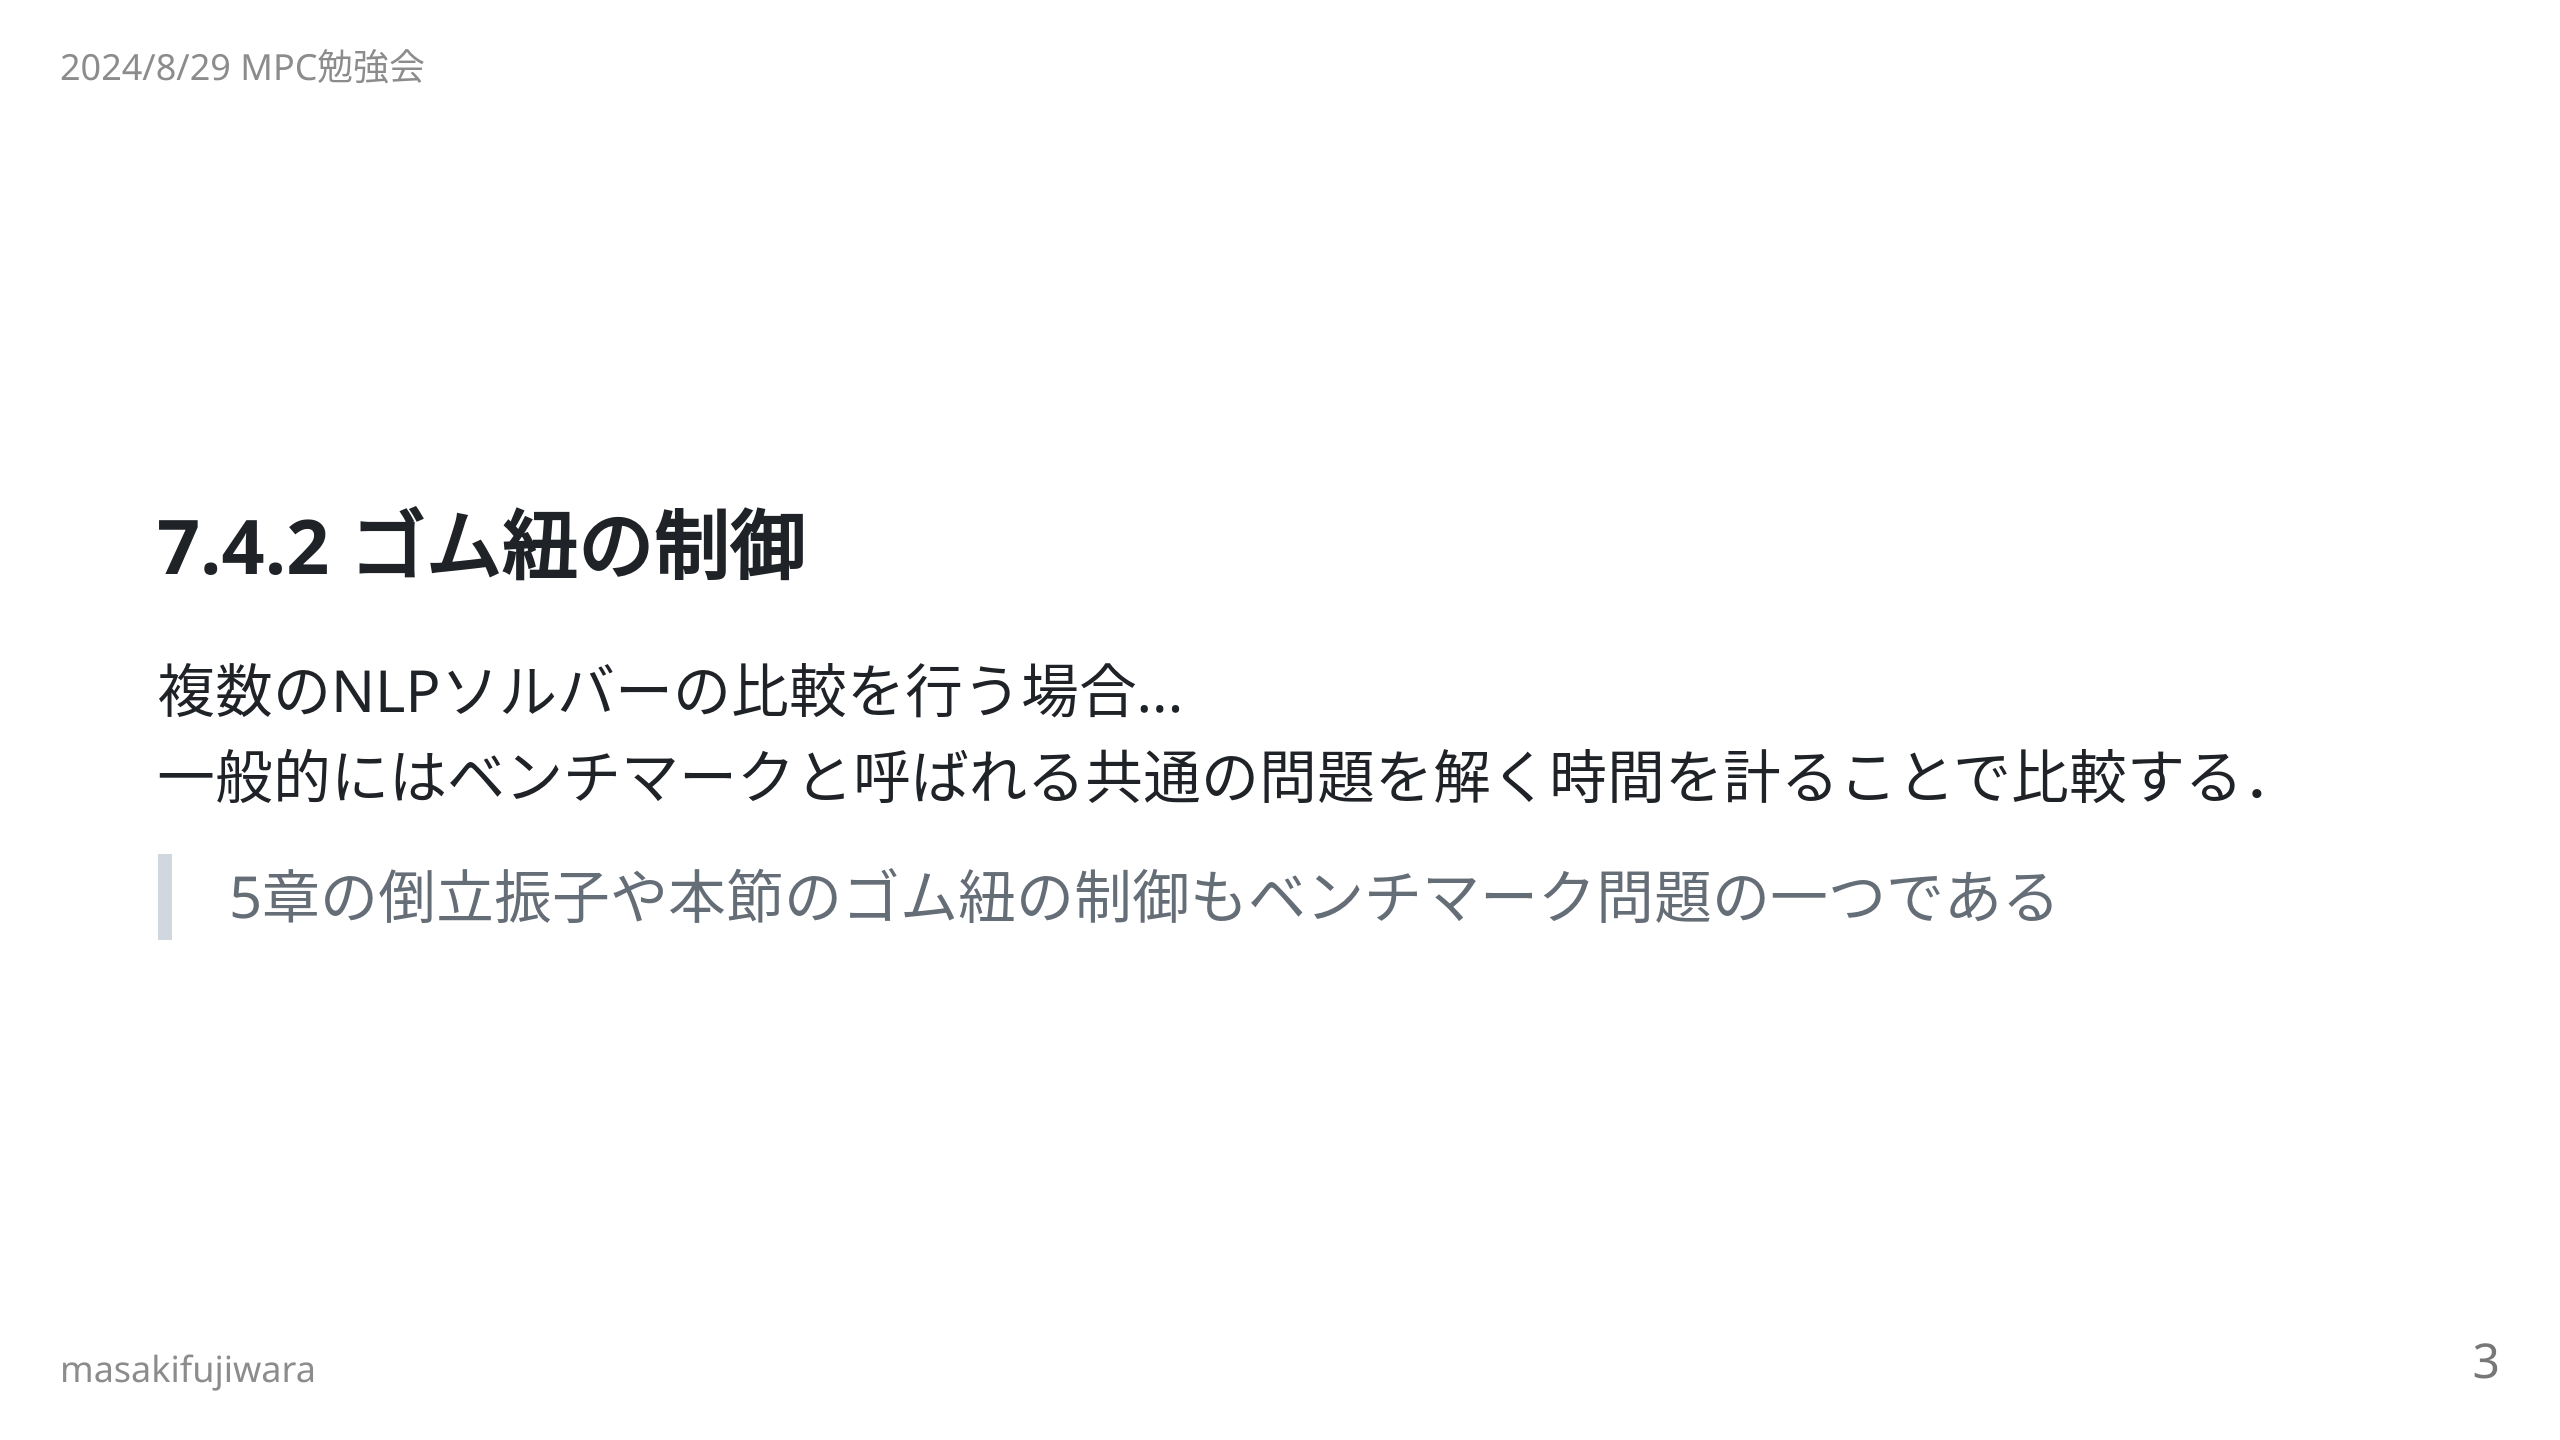 2024/8/29 MPC勉強会
7.4.2 ゴム紐の制御
複数のNLPソルバーの比較を行う場合...
一般的にはベンチマークと呼ばれる共通の問題を解く時間を計ることで比較する．
5章の倒立振子や本節のゴム紐の制御もベンチマーク問題の一つである
masakifujiwara
3